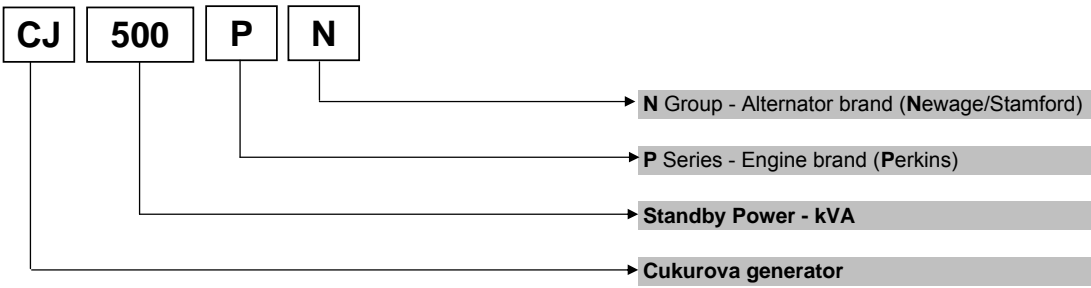 CJ 500 P N
N Group - Alternator brand (Newage/Stamford)
P Series - Engine brand (Perkins)
Standby Power - kVA
Cukurova generator